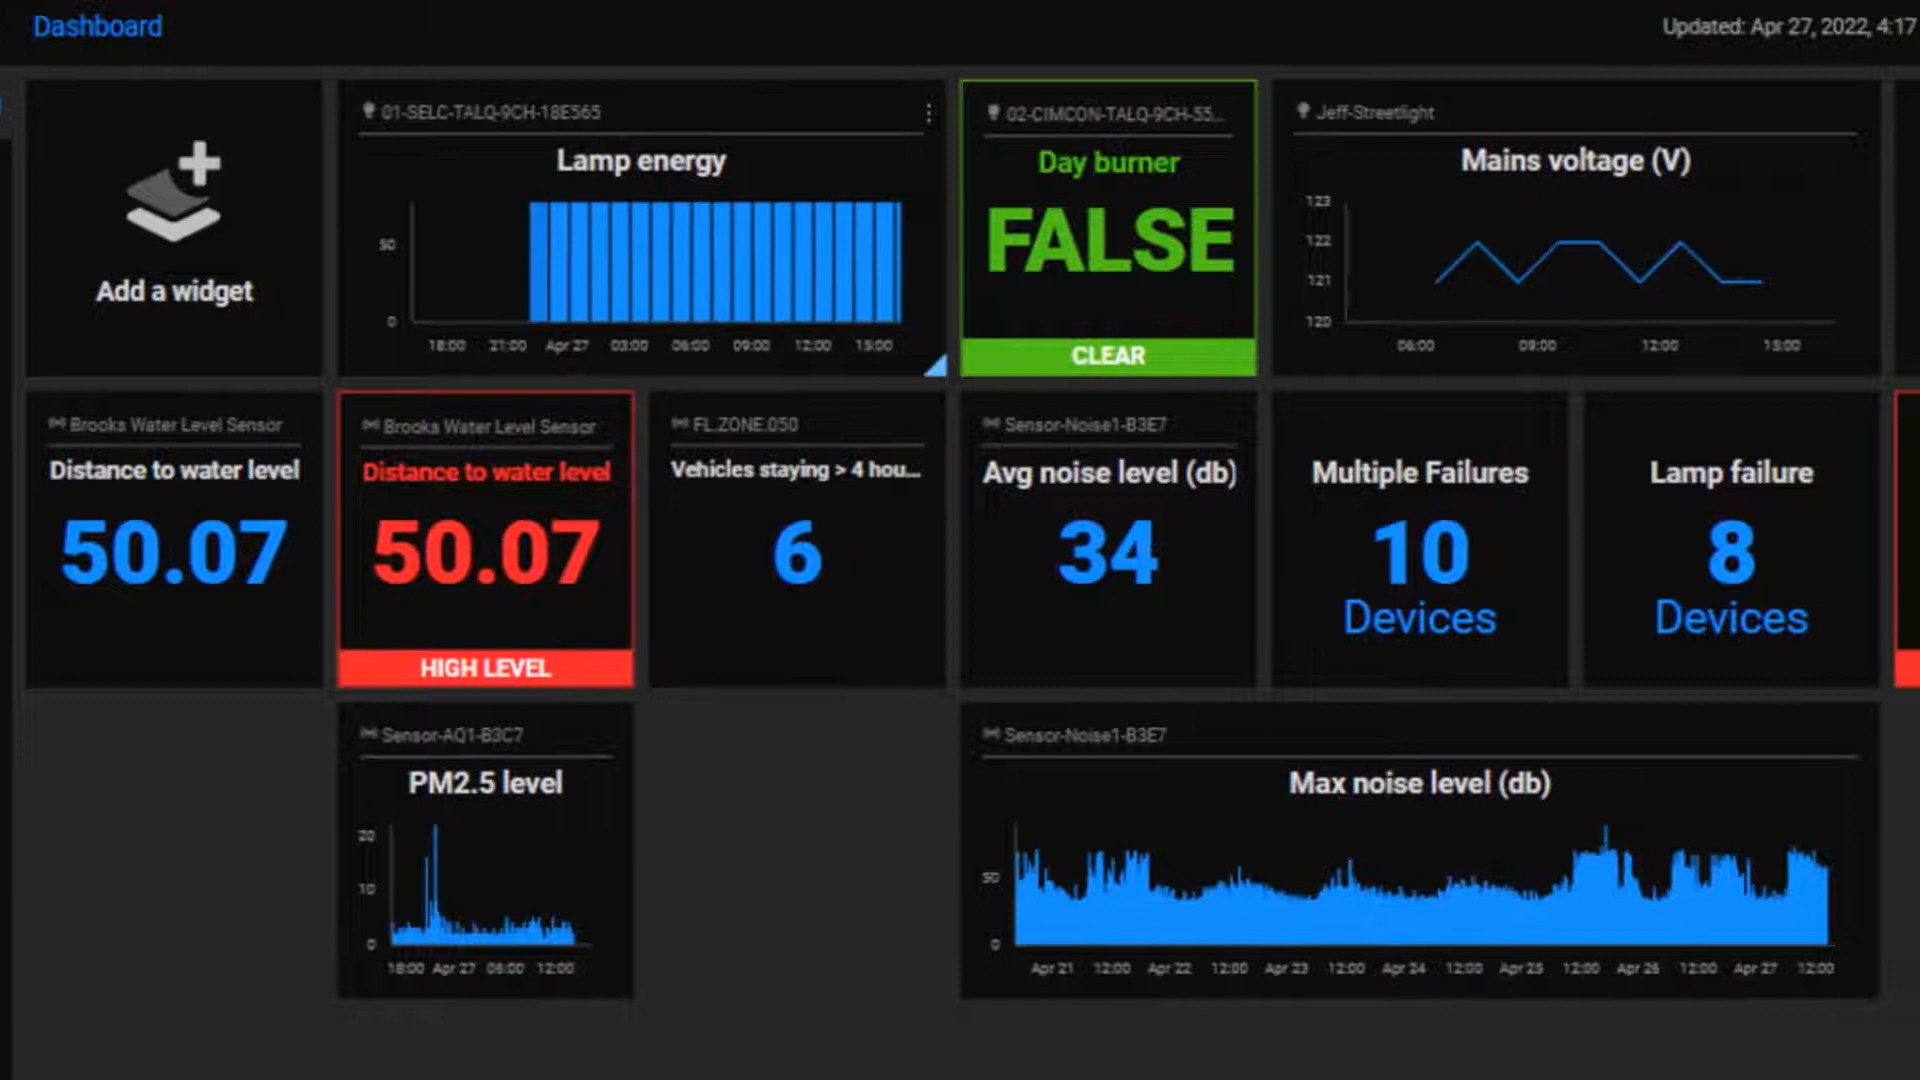 Dashboard
Updated: Apr 27, 2022, 4:17
Add a widget
01-SELC-TALQ-9CH-18E565
Lamp energy
50
0
18:00 21:00 Apr 27 03:00 06:00 09:00 12:00 15:00
02-CIMCON-TALQ-9CH-55...
Day burner
FALSE
CLEAR
Jeff-Streetlight
Mains voltage (V)
123
122
121
120
06:00 09:00 12:00 15:00
Brooks Water Level Sensor
Distance to water level
50.07
Brooks Water Level Sensor
Distance to water level
50.07
HIGH LEVEL
FL.ZONE.050
Vehicles staying > 4 hou...
6
Sensor-Noise1-B3E7
Avg noise level (db)
34
Multiple Failures
10
Devices
Lamp failure
8
Devices
Sensor-AQ1-B3C7
PM2.5 level
20
10
0
18:00 Apr 27 06:00 12:00
Sensor-Noise1-B3E7
Max noise level (db)
50
0
Apr 21 12:00 Apr 22 12:00 Apr 23 12:00 Apr 24 12:00 Apr 25 12:00 Apr 26 12:00 Apr 27 12:00